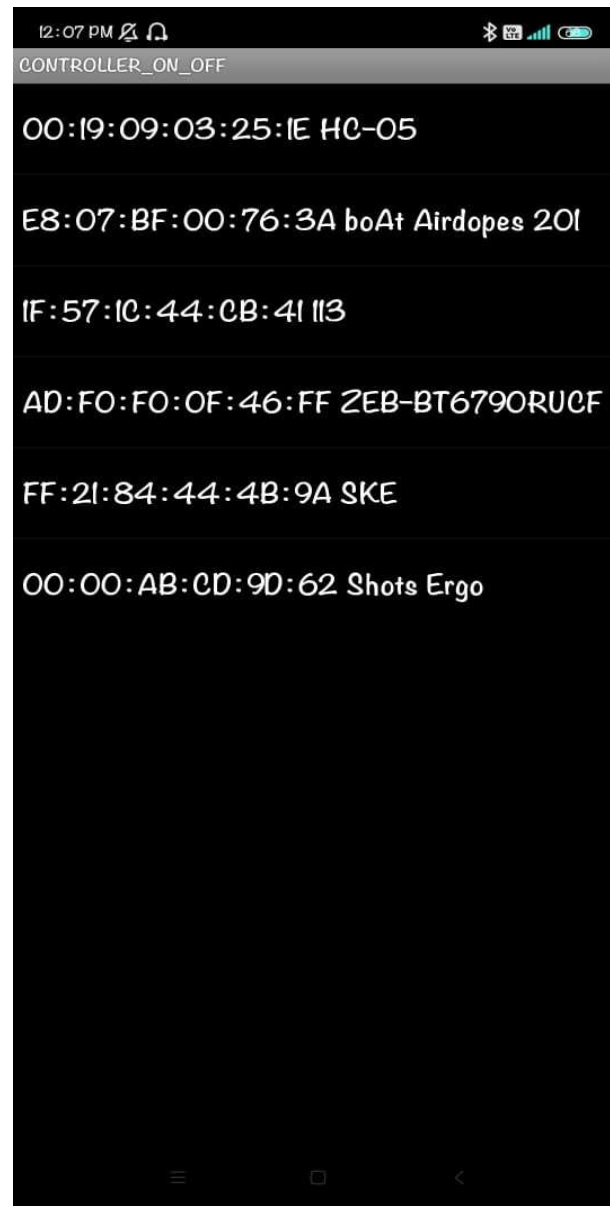 12:07 PM
CONTROLLER_ON_OFF
00:19:09:03:25:1E HC-05
E8:07:BF:00:76:3A boAt Airdopes 201
1F:57:1C:44:CB:41 113
AD:F0:F0:0F:46:FF ZEB-BT6790RUCF
FF:21:84:44:4B:9A SKE
00:00:AB:CD:9D:62 Shots Ergo